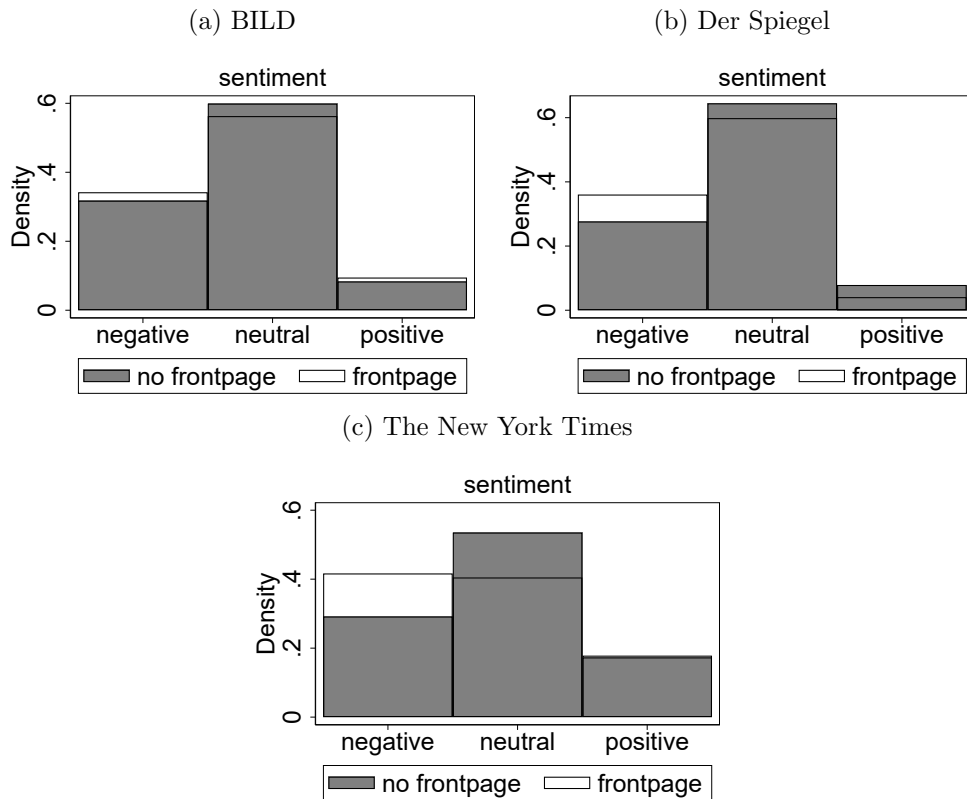 (a) BILD
sentiment
Density
0 .2 .4 .6
negative neutral positive
no frontpage frontpage
(b) Der Spiegel
sentiment
Density
0 .2 .4 .6
negative neutral positive
no frontpage frontpage
(c) The New York Times
sentiment
Density
0 .2 .4 .6
negative neutral positive
no frontpage frontpage